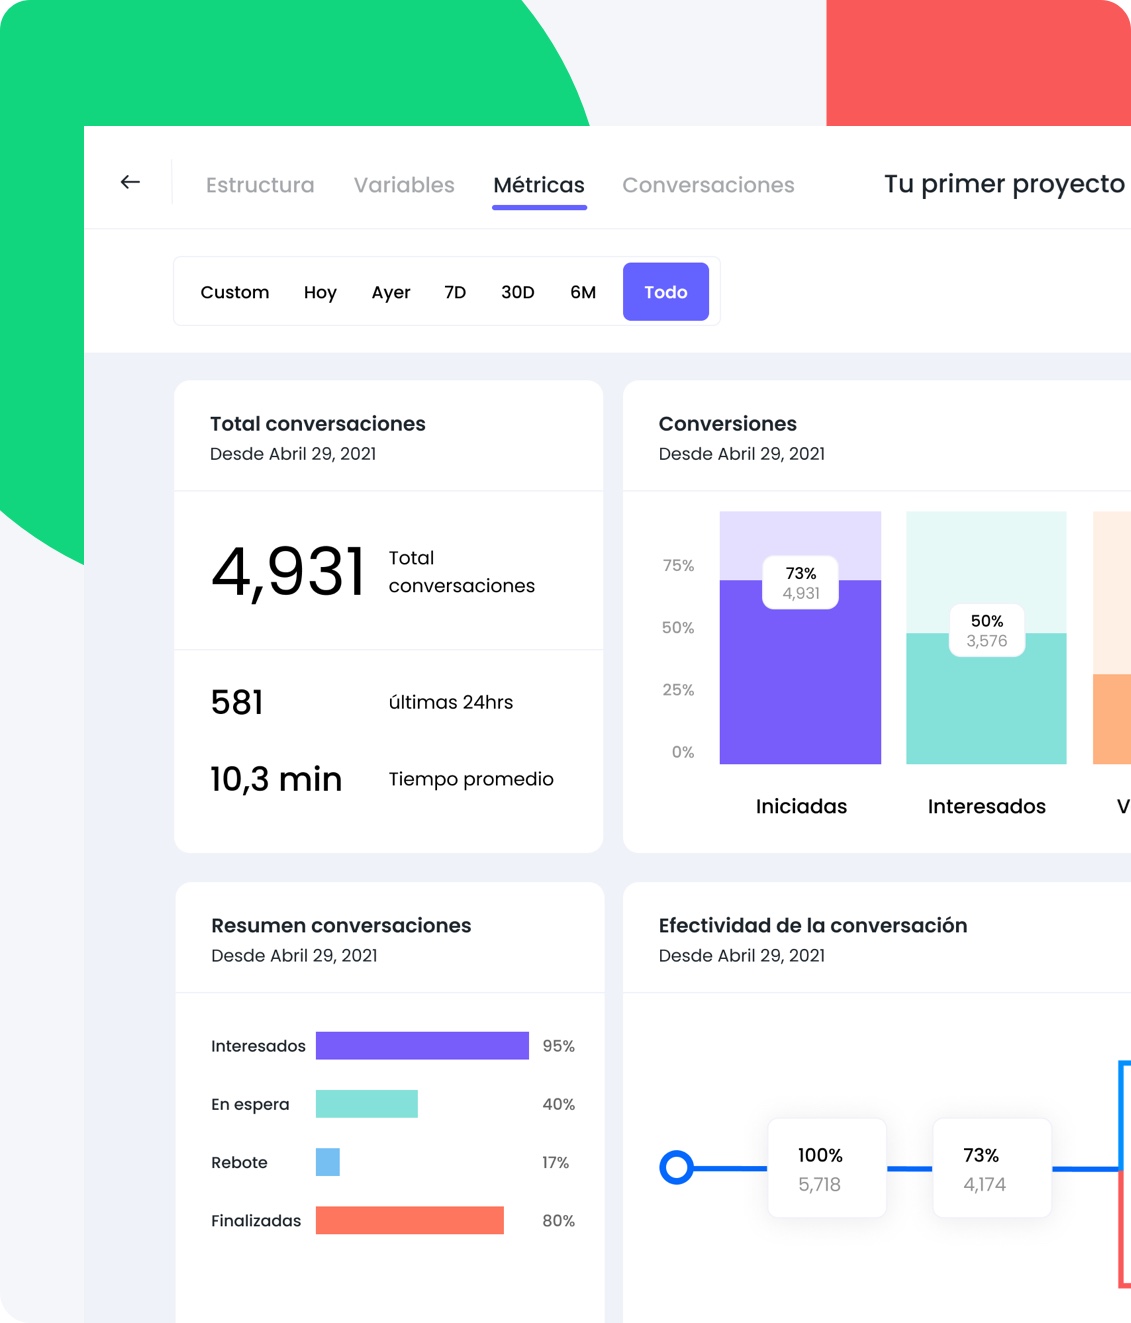 Estructura
Variables
Métricas
Conversaciones
Tu primer proyecto
Custom
Hoy
Ayer
7D
30D
6M
Todo
Total conversaciones
Desde Abril 29, 2021
4,931
Total
conversaciones
581
últimas 24hrs
10,3 min
Tiempo promedio
Conversiones
Desde Abril 29, 2021
75%
50%
25%
0%
73%
4,931
50%
3,576
Iniciadas
Interesados
V
Resumen conversaciones
Desde Abril 29, 2021
Interesados
95%
En espera
40%
Rebote
17%
Finalizadas
80%
Efectividad de la conversación
Desde Abril 29, 2021
100%
5,718
73%
4,174